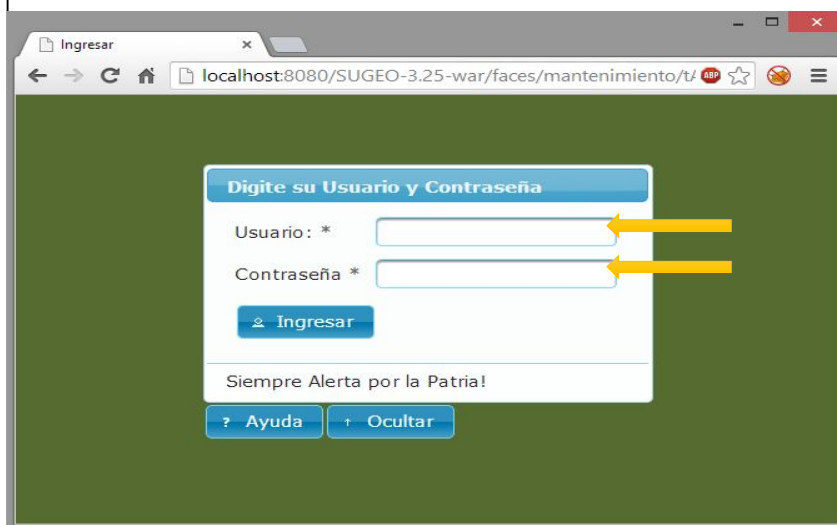 Ingresar
localhost:8080/SUGEO-3.25-war/faces/mantenimiento/t/
ABP
Digite su Usuario y Contraseña
Usuario: *
Contraseña *
Ingresar
Siempre Alerta por la Patria!
? Ayuda
↑ Ocultar